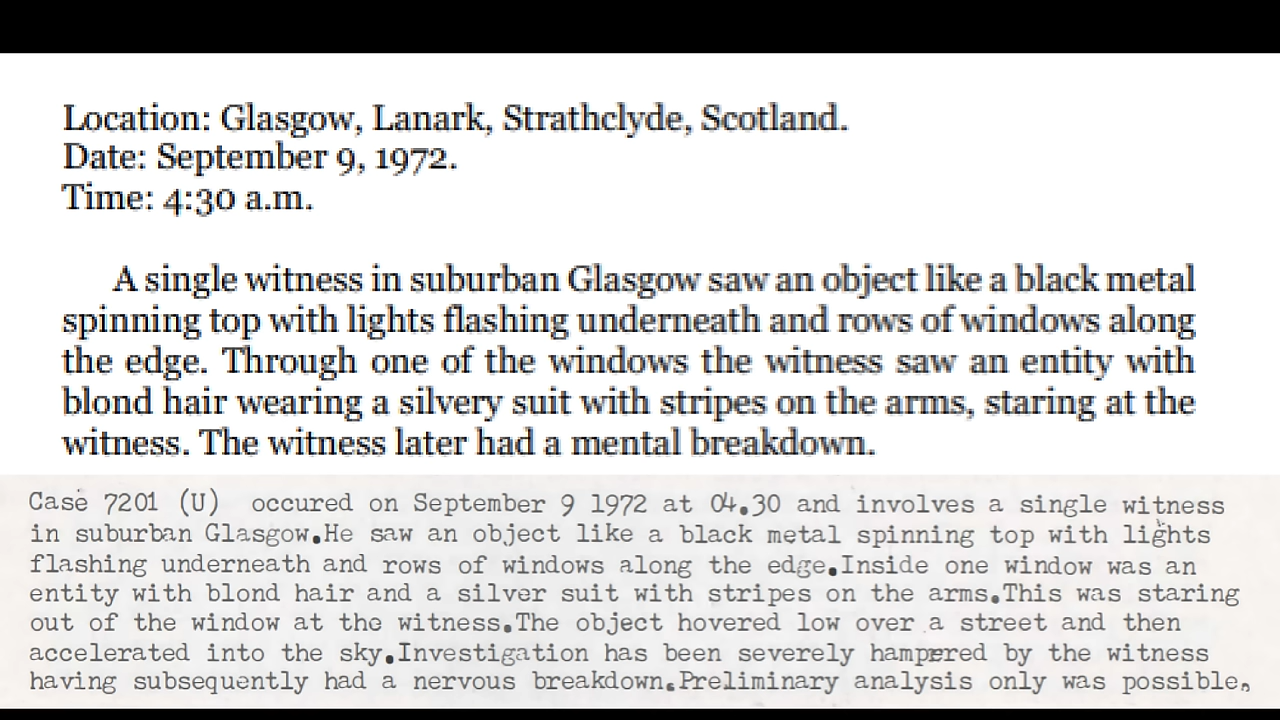 Location: Glasgow, Lanark, Strathclyde, Scotland.
Date: September 9, 1972.
Time: 4:30 a.m.
A single witness in suburban Glasgow saw an object like a black metal
spinning top with lights flashing underneath and rows of windows along
the edge. Through one of the windows the witness saw an entity with
blond hair wearing a silvery suit with stripes on the arms, staring at the
witness. The witness later had a mental breakdown.
Case 7201 (U) occured on September 9 1972 at 04.30 and involves a single witness
in suburban Glasgow.He saw an object like a black metal spinning top with lights
flashing underneath and rows of windows along the edge.Inside one window was an
entity with blond hair and a silver suit with stripes on the arms.This was staring
out of the window at the witness.The object hovered low over a street and then
accelerated into the sky.Investigation has been severely hampered by the witness
having subsequently had a nervous breakdown.Preliminary analysis only was possible.